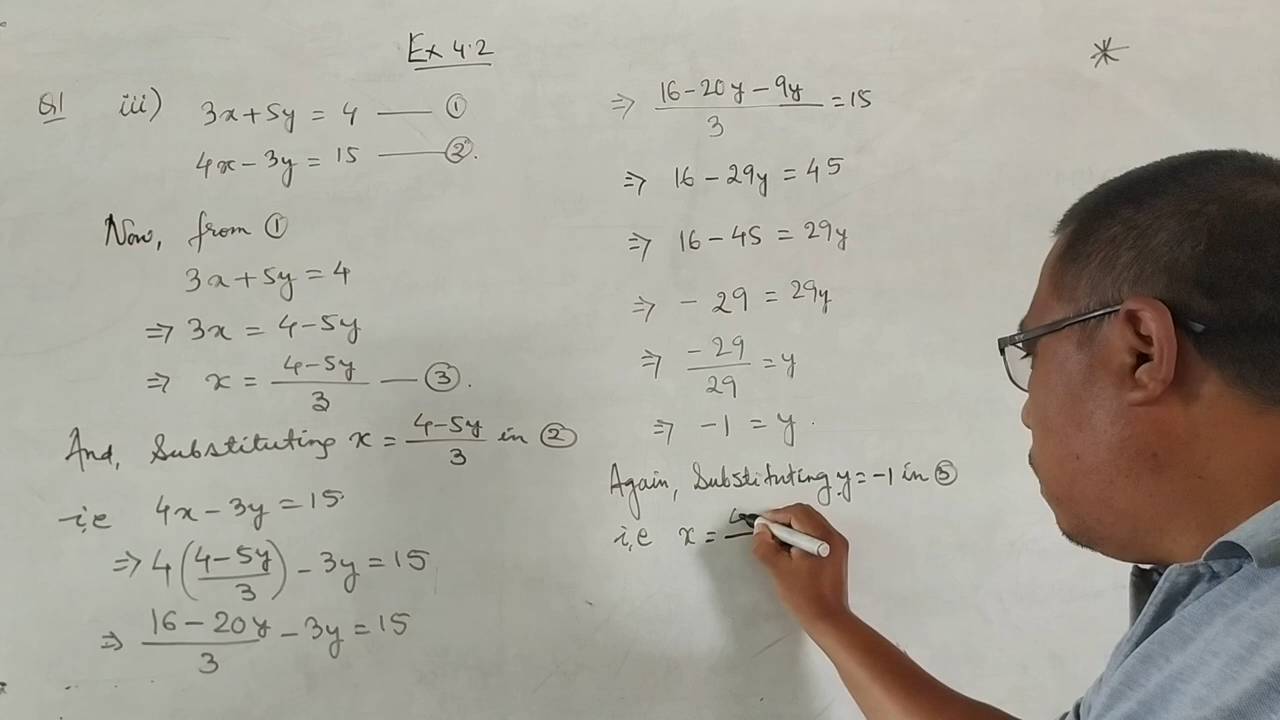 Ex 4.2
Q1 iii) 3x + 5y = 4 —— ①
4x - 3y = 15 —— ②.
Now, from ①
3x + 5y = 4
⇒ 3x = 4 - 5y
⇒ x = (4-5y)/3 — ③.
And, Substituting x = (4-5y)/3 in ②
i,e 4x - 3y = 15
⇒ 4((4-5y)/3) - 3y = 15
⇒ (16 - 20y)/3 - 3y = 15
*
⇒ (16 - 20y - 9y)/3 = 15
⇒ 16 - 29y = 45
⇒ 16 - 45 = 29y
⇒ - 29 = 29y
⇒ -29/29 = y
⇒ -1 = y.
Again, Substituting y = -1 in ③
i,e x = 4